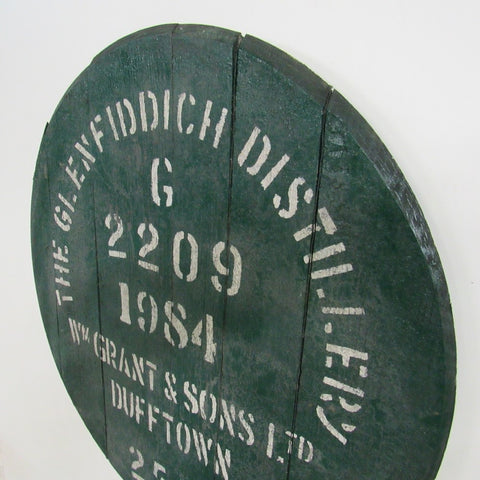 THE GLENFIDDICH DISTILLERY
G
2209
1984
Wᴹ GRANT & SONS LTD
DUFFTOWN